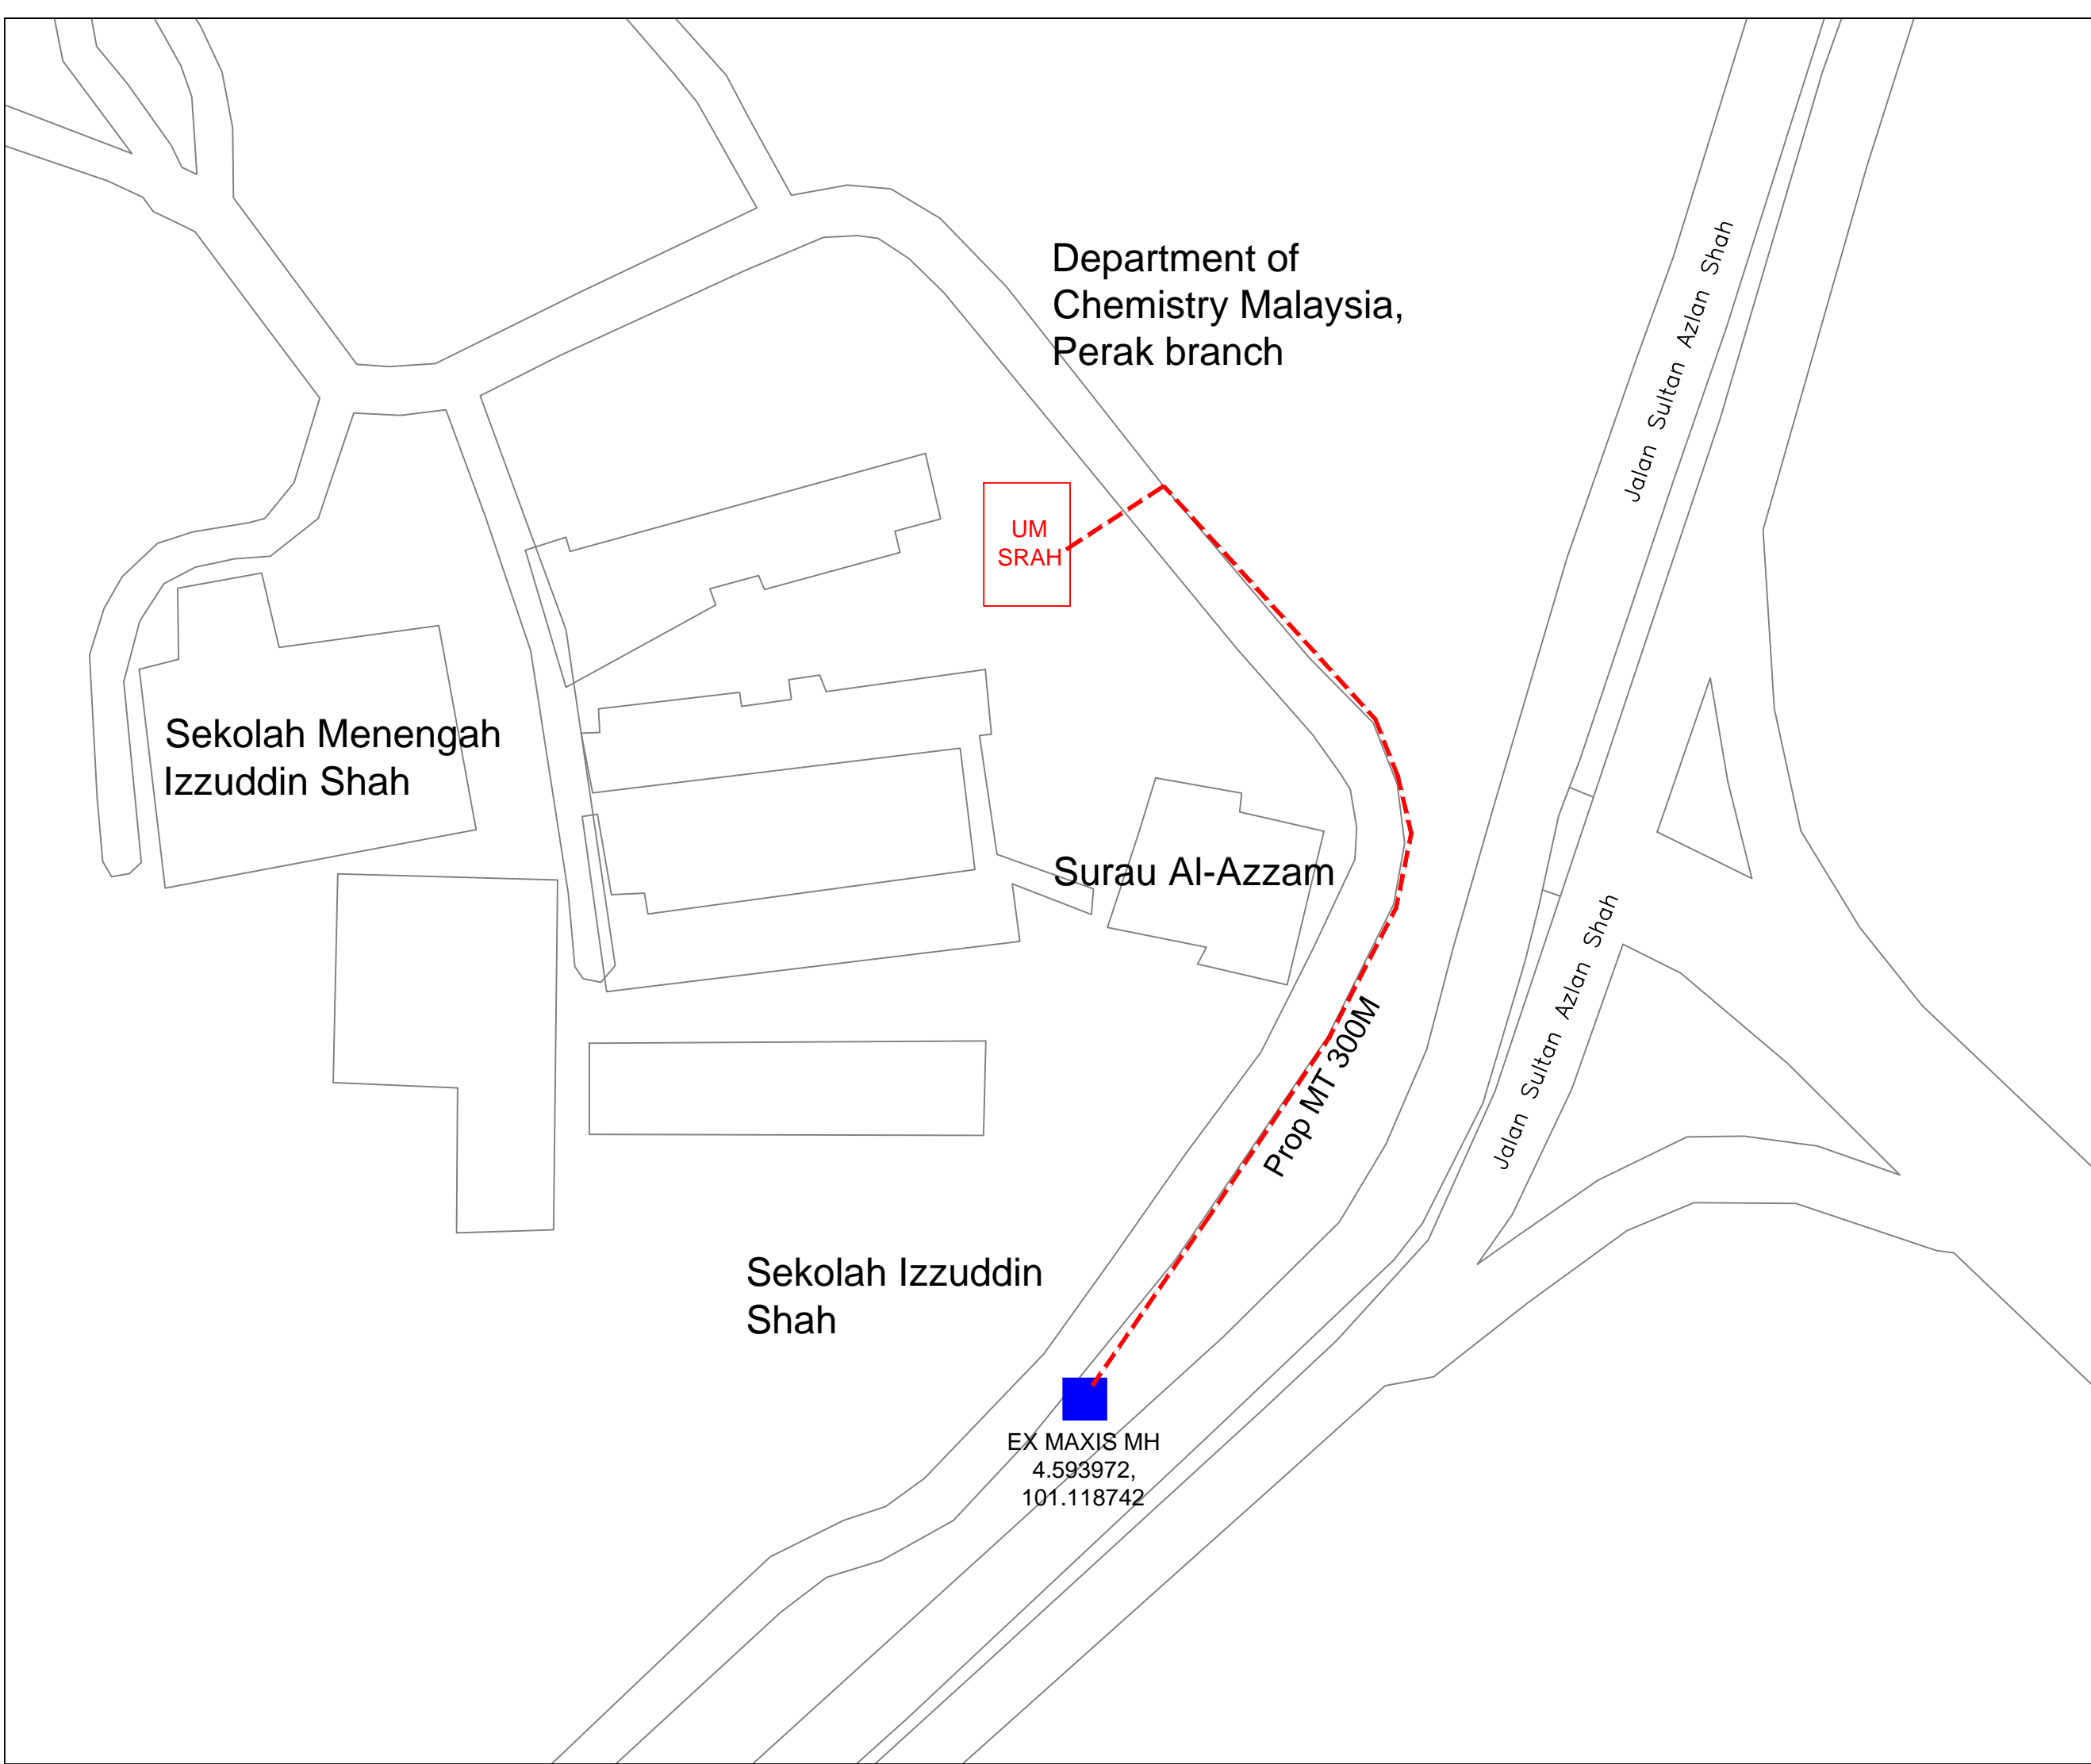 Department of
Chemistry Malaysia,
Perak branch
Jalan Sultan Azlan Shah
UM
SRAH
Sekolah Menengah
Izzuddin Shah
Surau Al-Azzam
Jalan Sultan Azlan Shah
Prop MT 300M
Sekolah Izzuddin
Shah
EX MAXIS MH
4.593972,
101.118742